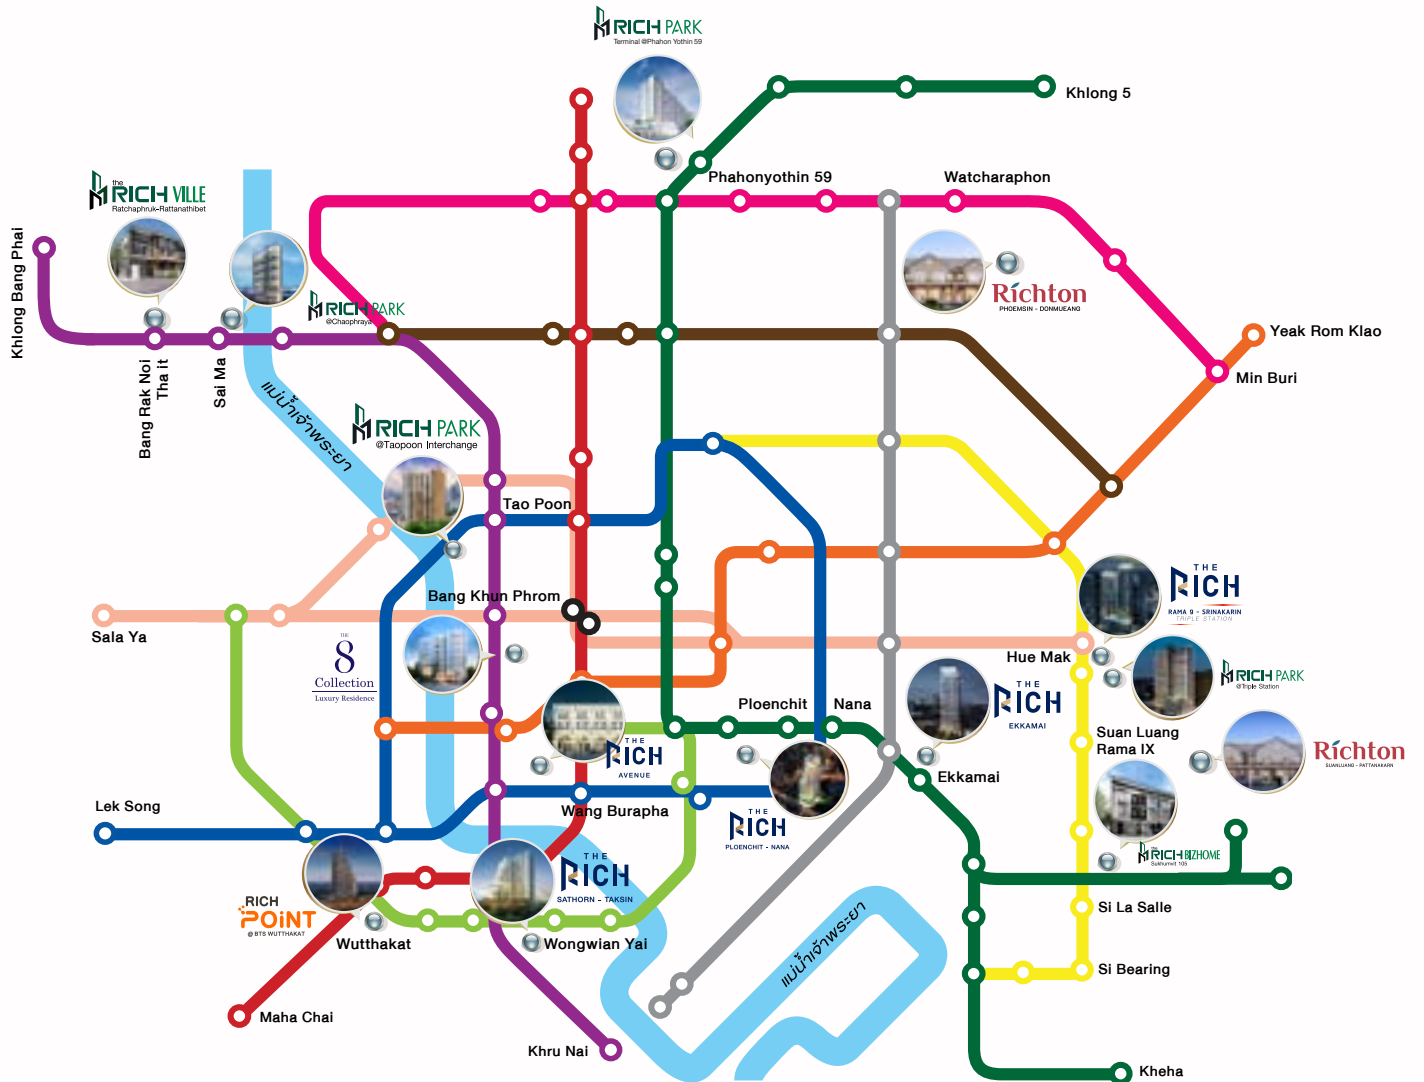 RICH PARK
Terminal @Phahon Yothin 59
Khlong 5
the
RICH VILLE
Ratchaphruk-Rattanathibet
Phahonyothin 59
Watcharaphon
Khlong Bang Phai
RICH PARK
@Chaophraya
Richton
PHOEMSIN - DONMUEANG
Yeak Rom Klao
Min Buri
Bang Rak Noi
Tha it
Sai Ma
แม่น้ำเจ้าพระยา
RICH PARK
@Taopoon Interchange
Tao Poon
Bang Khun Phrom
Sala Ya
THE
8
Collection
Luxury Residence
THE
RICH
RAMA 9 - SRINAKARIN
TRIPLE STATION
Hue Mak
RICH PARK
@Triple Station
THE
RICH
EKKAMAI
Ploenchit
Nana
Suan Luang
Rama IX
Richton
SUANLUANG - PATTANAKARN
THE
RICH
AVENUE
Ekkamai
Lek Song
Wang Burapha
THE
RICH
PLOENCHIT - NANA
the
RICH BIZHOME
Sukhumvit 105
THE
RICH
SATHORN - TAKSIN
RICH
POiNT
@ BTS WUTTHAKAT
Wutthakat
Wongwian Yai
Si La Salle
แม่น้ำเจ้าพระยา
Si Bearing
Maha Chai
Khru Nai
Kheha